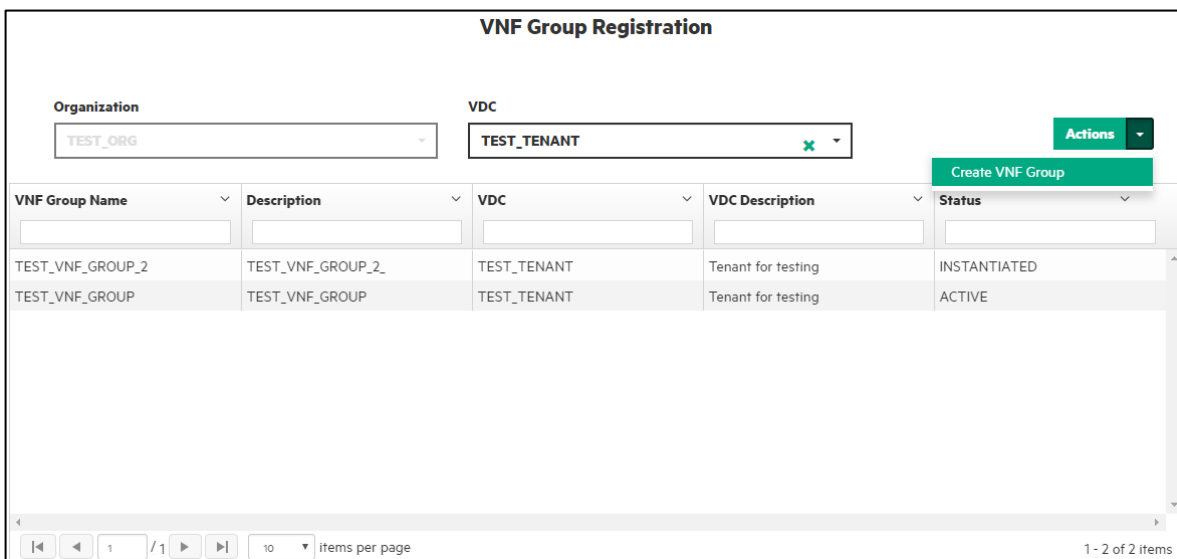 VNF Group Registration
Organization VDC
TEST_ORG TEST_TENANT Actions
Create VNF Group
VNF Group Name Description VDC VDC Description Status
TEST_VNF_GROUP_2 TEST_VNF_GROUP_2_ TEST_TENANT Tenant for testing INSTANTIATED
TEST_VNF_GROUP TEST_VNF_GROUP TEST_TENANT Tenant for testing ACTIVE
1 / 1 10 items per page 1 - 2 of 2 items